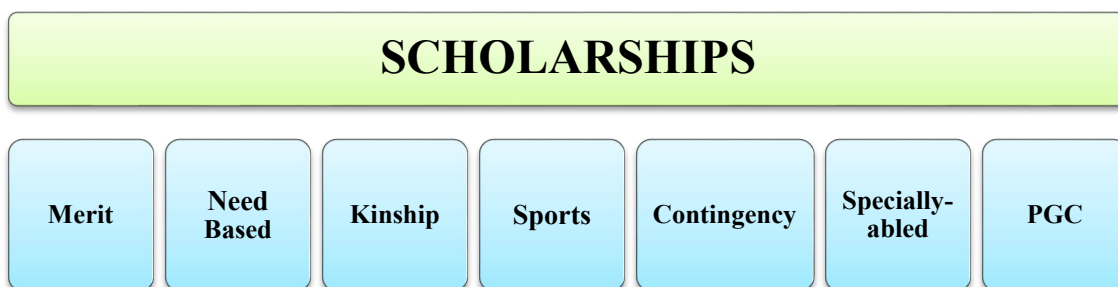 SCHOLARSHIPS
Merit
Need
Based
Kinship
Sports
Contingency
Specially-
abled
PGC